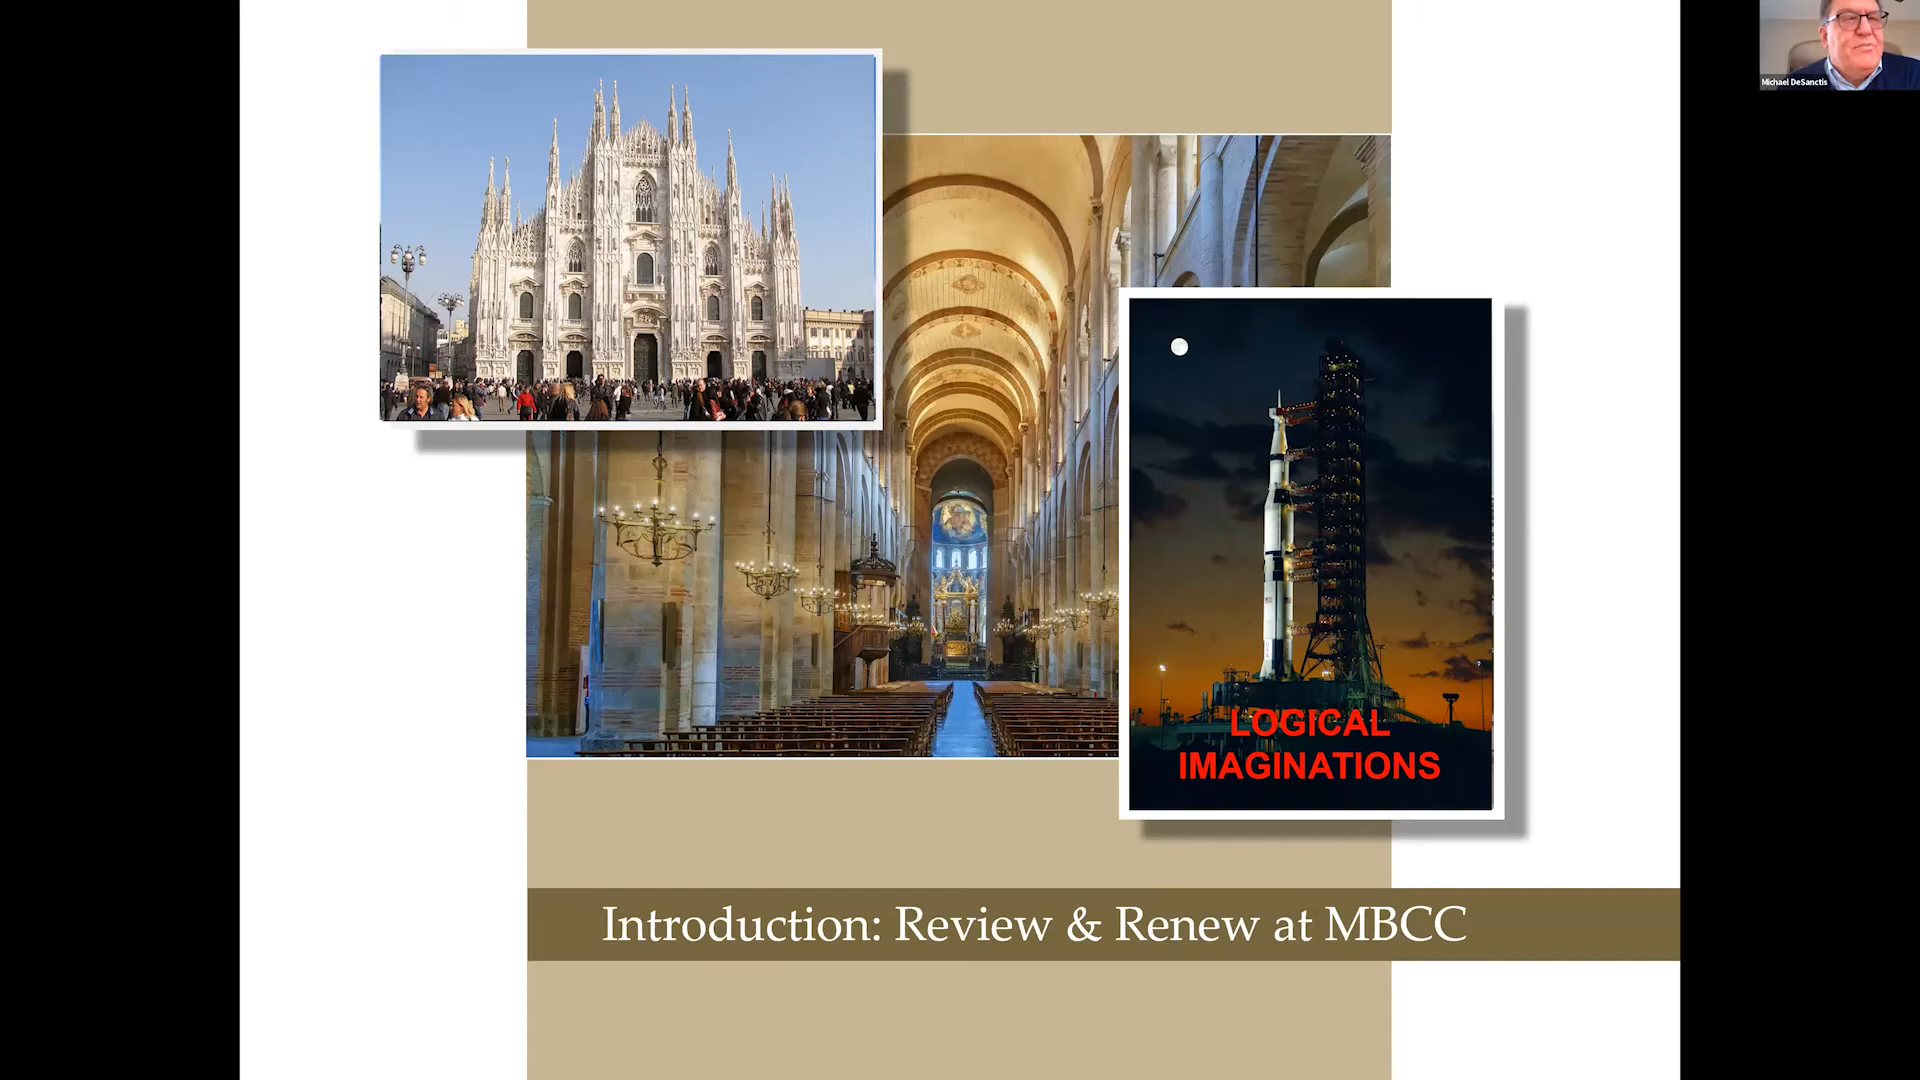 Michael DeSanctis
LOGICAL
IMAGINATIONS
Introduction: Review & Renew at MBCC